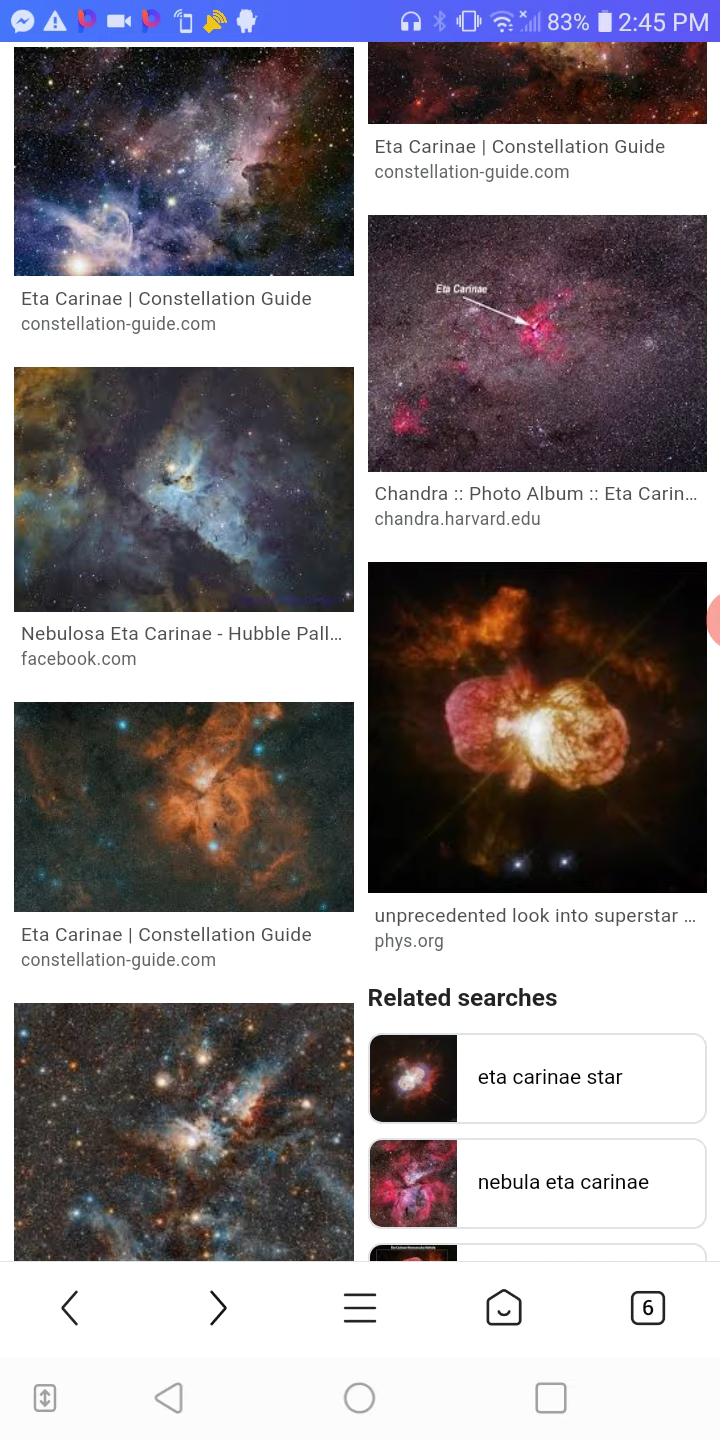 83% 2:45 PM
Eta Carinae | Constellation Guide
constellation-guide.com
Eta Carinae | Constellation Guide
constellation-guide.com
Eta Carinae
Chandra :: Photo Album :: Eta Carin...
chandra.harvard.edu
Nebulosa Eta Carinae - Hubble Pall...
facebook.com
unprecedented look into superstar ...
phys.org
Eta Carinae | Constellation Guide
constellation-guide.com
Related searches
eta carinae star
nebula eta carinae
6